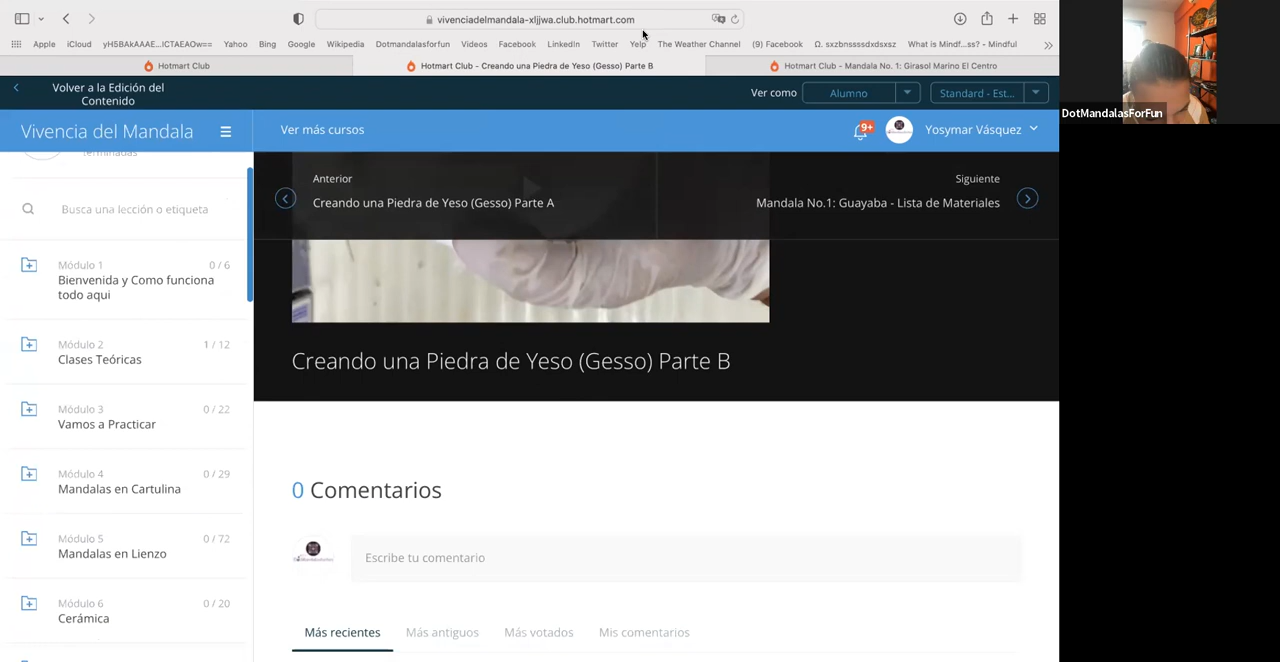 vivenciadelmandala-xljjwa.club.hotmart.com
Apple iCloud yH5BAkAAAE...ICTAEAOw== Yahoo Bing Google Wikipedia Dotmandalasforfun Videos Facebook LinkedIn Twitter Yelp The Weather Channel (9) Facebook Ω. sxzbnsssdxdxsxz What is Mindf...ss? - Mindful
Hotmart Club
Hotmart Club - Creando una Piedra de Yeso (Gesso) Parte B
Hotmart Club - Mandala No. 1: Girasol Marino El Centro
DotMandalasForFun
Volver a la Edición del
Contenido
Ver como
Alumno
Standard - Est...
Vivencia del Mandala
Ver más cursos
9+
Yosymar Vásquez
terminadas
Busca una lección o etiqueta
Módulo 1 0 / 6
Bienvenida y Como funciona
todo aqui
Módulo 2 1 / 12
Clases Teóricas
Módulo 3 0 / 22
Vamos a Practicar
Módulo 4 0 / 29
Mandalas en Cartulina
Módulo 5 0 / 72
Mandalas en Lienzo
Módulo 6 0 / 20
Cerámica
Anterior
Creando una Piedra de Yeso (Gesso) Parte A
Siguiente
Mandala No.1: Guayaba - Lista de Materiales
Creando una Piedra de Yeso (Gesso) Parte B
0 Comentarios
Escribe tu comentario
Más recientes Más antiguos Más votados Mis comentarios